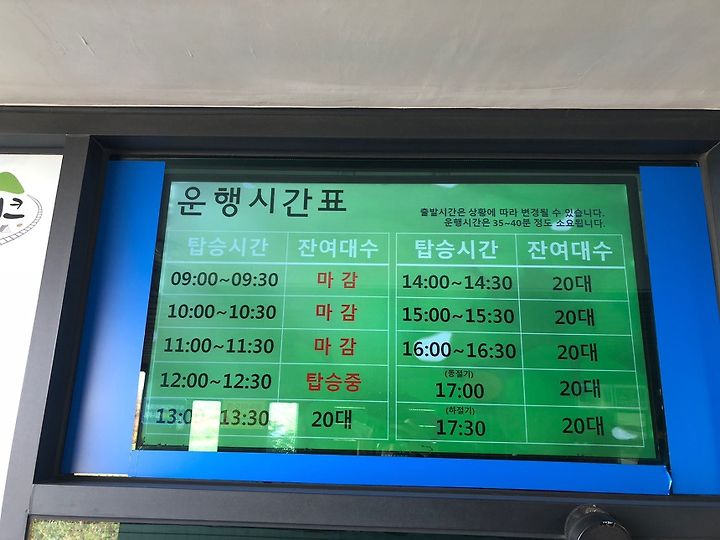 운행시간표
출발시간은 상황에 따라 변경될 수 있습니다.
운행시간은 35~40분 정도 소요됩니다.
탑승시간 잔여대수
09:00~09:30 마 감
10:00~10:30 마 감
11:00~11:30 마 감
12:00~12:30 탑승중
13:00~13:30 20대
탑승시간 잔여대수
14:00~14:30 20대
15:00~15:30 20대
16:00~16:30 20대
(동절기)
17:00 20대
(하절기)
17:30 20대